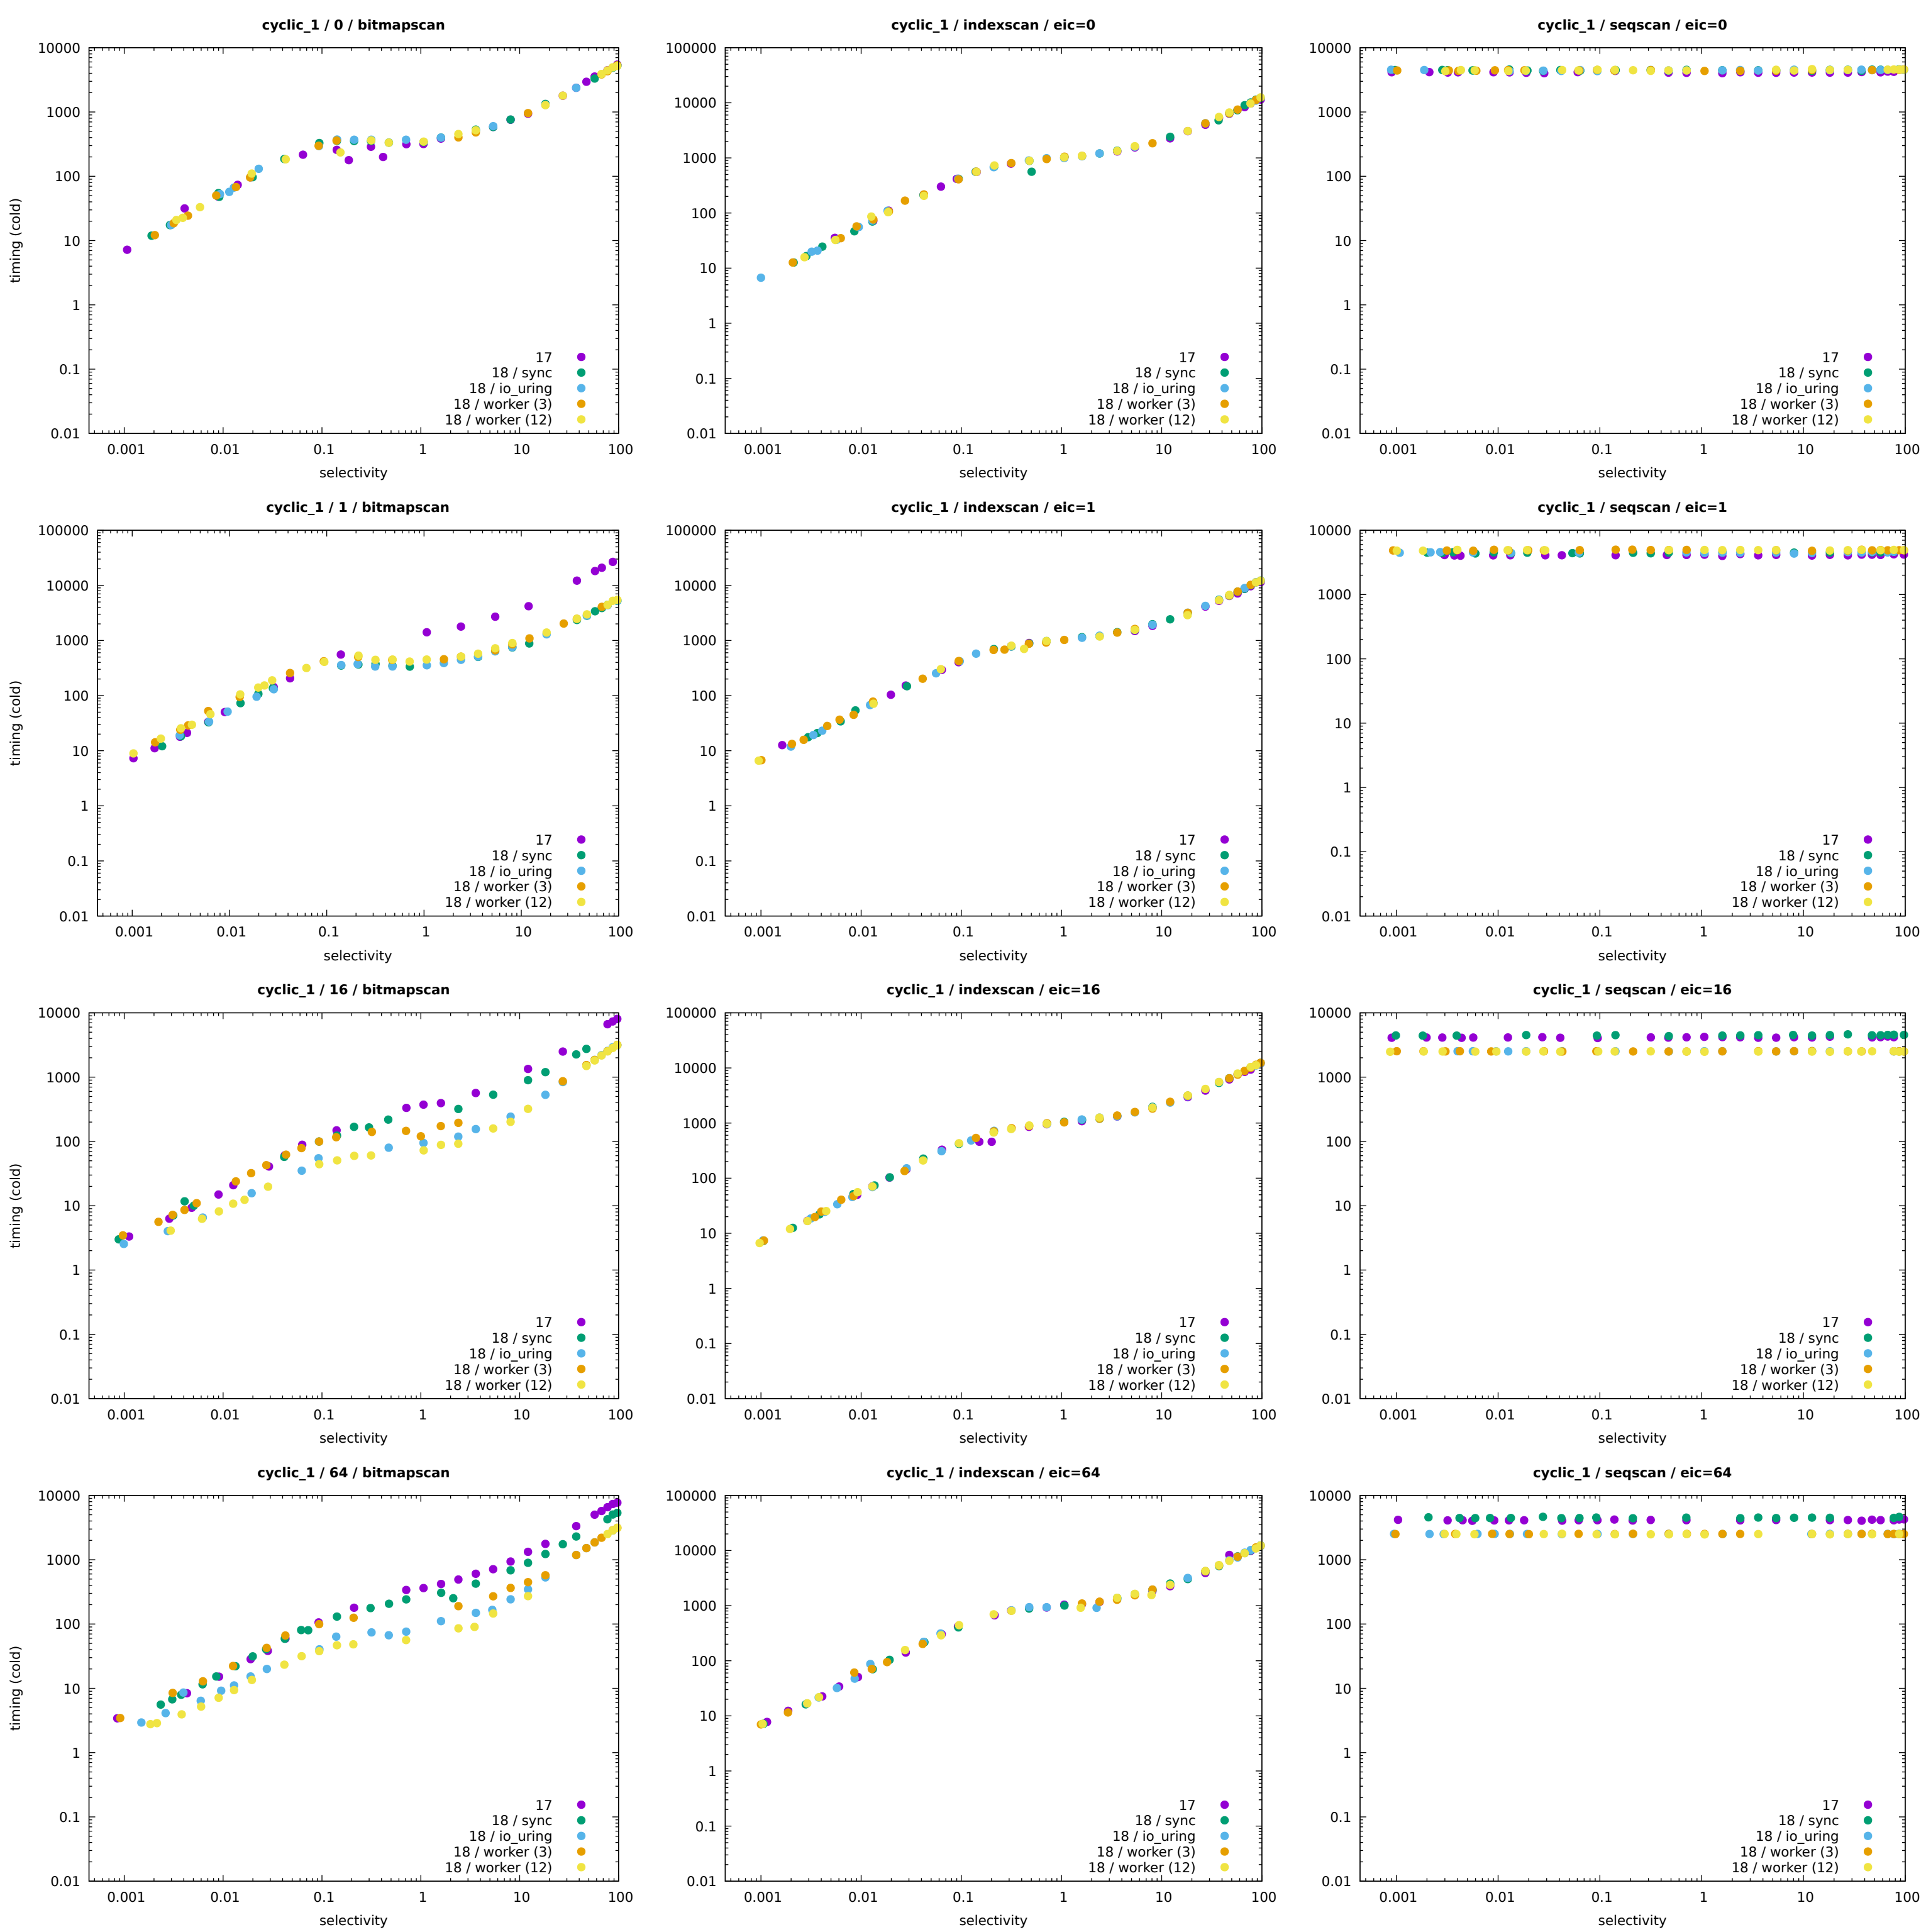 cyclic_1 / 0 / bitmapscan
10000
1000
100
10
1
0.1
0.01
timing (cold)
0.001 0.01 0.1 1 10 100
selectivity
17
18 / sync
18 / io_uring
18 / worker (3)
18 / worker (12)
cyclic_1 / indexscan / eic=0
100000
10000
1000
100
10
1
0.1
0.01
0.001 0.01 0.1 1 10 100
selectivity
17
18 / sync
18 / io_uring
18 / worker (3)
18 / worker (12)
cyclic_1 / seqscan / eic=0
10000
1000
100
10
1
0.1
0.01
0.001 0.01 0.1 1 10 100
selectivity
17
18 / sync
18 / io_uring
18 / worker (3)
18 / worker (12)
cyclic_1 / 1 / bitmapscan
100000
10000
1000
100
10
1
0.1
0.01
timing (cold)
0.001 0.01 0.1 1 10 100
selectivity
17
18 / sync
18 / io_uring
18 / worker (3)
18 / worker (12)
cyclic_1 / indexscan / eic=1
100000
10000
1000
100
10
1
0.1
0.01
0.001 0.01 0.1 1 10 100
selectivity
17
18 / sync
18 / io_uring
18 / worker (3)
18 / worker (12)
cyclic_1 / seqscan / eic=1
10000
1000
100
10
1
0.1
0.01
0.001 0.01 0.1 1 10 100
selectivity
17
18 / sync
18 / io_uring
18 / worker (3)
18 / worker (12)
cyclic_1 / 16 / bitmapscan
10000
1000
100
10
1
0.1
0.01
timing (cold)
0.001 0.01 0.1 1 10 100
selectivity
17
18 / sync
18 / io_uring
18 / worker (3)
18 / worker (12)
cyclic_1 / indexscan / eic=16
100000
10000
1000
100
10
1
0.1
0.01
0.001 0.01 0.1 1 10 100
selectivity
17
18 / sync
18 / io_uring
18 / worker (3)
18 / worker (12)
cyclic_1 / seqscan / eic=16
10000
1000
100
10
1
0.1
0.01
0.001 0.01 0.1 1 10 100
selectivity
17
18 / sync
18 / io_uring
18 / worker (3)
18 / worker (12)
cyclic_1 / 64 / bitmapscan
10000
1000
100
10
1
0.1
0.01
timing (cold)
0.001 0.01 0.1 1 10 100
selectivity
17
18 / sync
18 / io_uring
18 / worker (3)
18 / worker (12)
cyclic_1 / indexscan / eic=64
100000
10000
1000
100
10
1
0.1
0.01
0.001 0.01 0.1 1 10 100
selectivity
17
18 / sync
18 / io_uring
18 / worker (3)
18 / worker (12)
cyclic_1 / seqscan / eic=64
10000
1000
100
10
1
0.1
0.01
0.001 0.01 0.1 1 10 100
selectivity
17
18 / sync
18 / io_uring
18 / worker (3)
18 / worker (12)